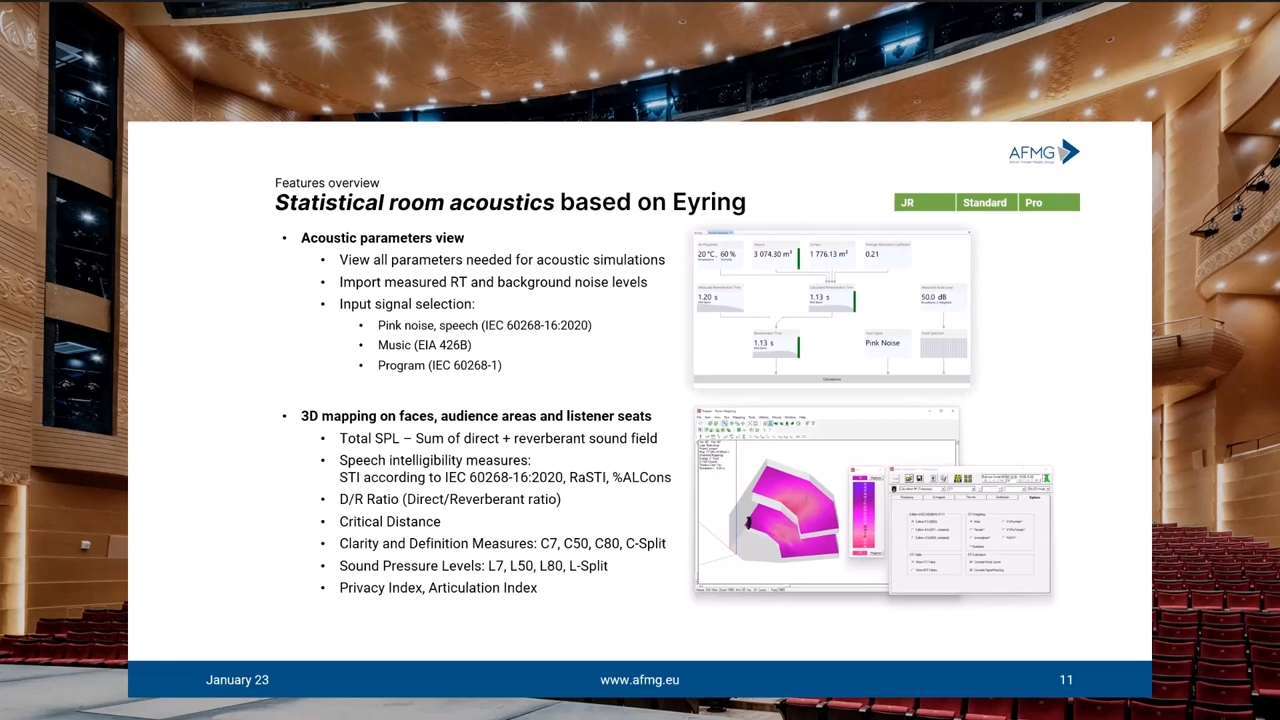 AFMG
Features overview
Statistical room acoustics based on Eyring
JR
Standard
Pro
• Acoustic parameters view
• View all parameters needed for acoustic simulations
• Import measured RT and background noise levels
• Input signal selection:
• Pink noise, speech (IEC 60268-16:2020)
• Music (EIA 426B)
• Program (IEC 60268-1)
• 3D mapping on faces, audience areas and listener seats
• Total SPL – Sum of direct + reverberant sound field
• Speech intelligibility measures:
STI according to IEC 60268-16:2020, RaSTI, %ALCons
• D/R Ratio (Direct/Reverberant ratio)
• Critical Distance
• Clarity and Definition Measures: C7, C50, C80, C-Split
• Sound Pressure Levels: L7, L50, L80, L-Split
• Privacy Index, Articulation Index
20°C, 60%
3 074.30 m³
1 776.13 m²
0.21
1.20 s
1.13 s
50.0 dB
1.13 s
Pink Noise
Calculations
January 23
www.afmg.eu
11